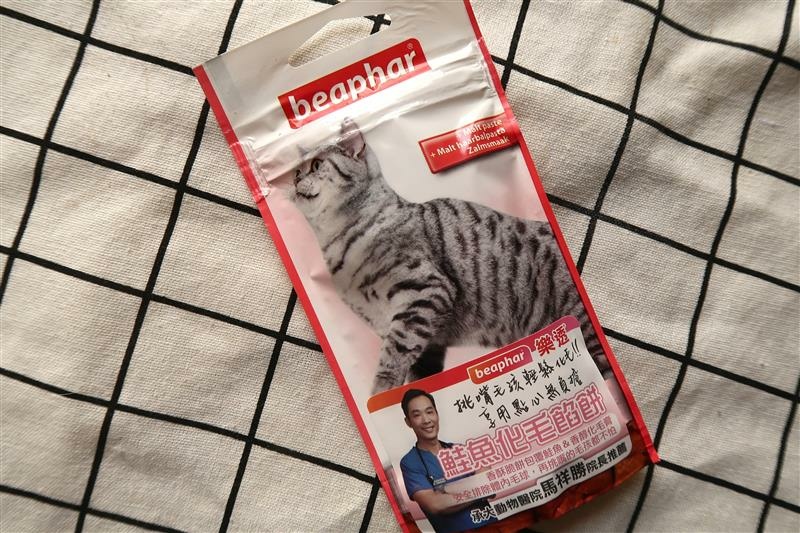 beaphar®
+ Malt paste
+ Malt haarbalpasta
Zalmsmaak
beaphar 樂透
挑嘴毛孩輕鬆化毛!!
享用點心無負擔
鮭魚化毛餡餅
香酥脆餅包覆鮭魚&香醇化毛膏
安全排除體內毛球,再挑嘴的毛孩都不怕
承大動物醫院馬祥勝院長推薦